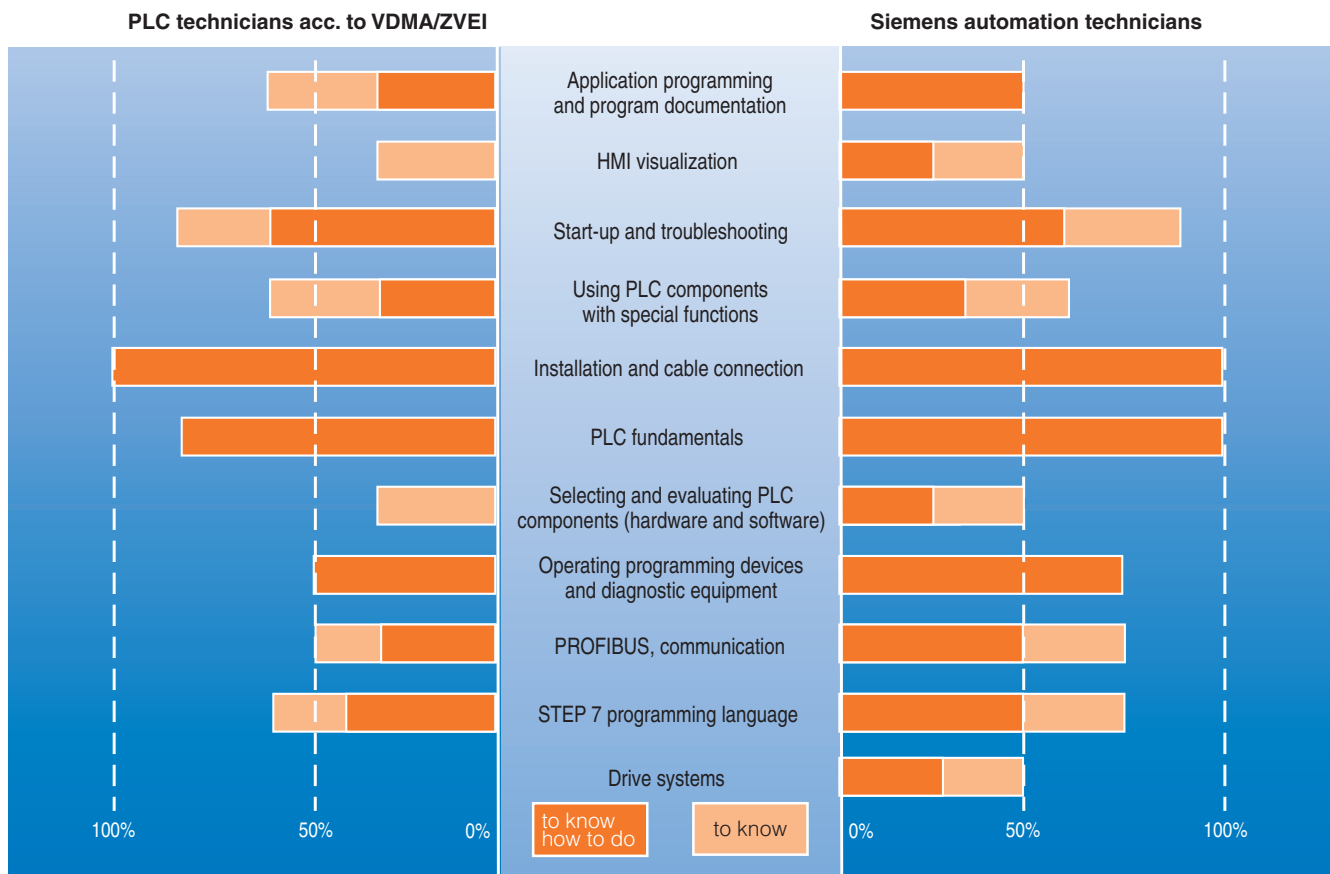 PLC technicians acc. to VDMA/ZVEI
Siemens automation technicians
Application programming
and program documentation
HMI visualization
Start-up and troubleshooting
Using PLC components
with special functions
Installation and cable connection
PLC fundamentals
Selecting and evaluating PLC
components (hardware and software)
Operating programming devices
and diagnostic equipment
PROFIBUS, communication
STEP 7 programming language
Drive systems
100%
50%
0%
to know
how to do
to know
0%
50%
100%